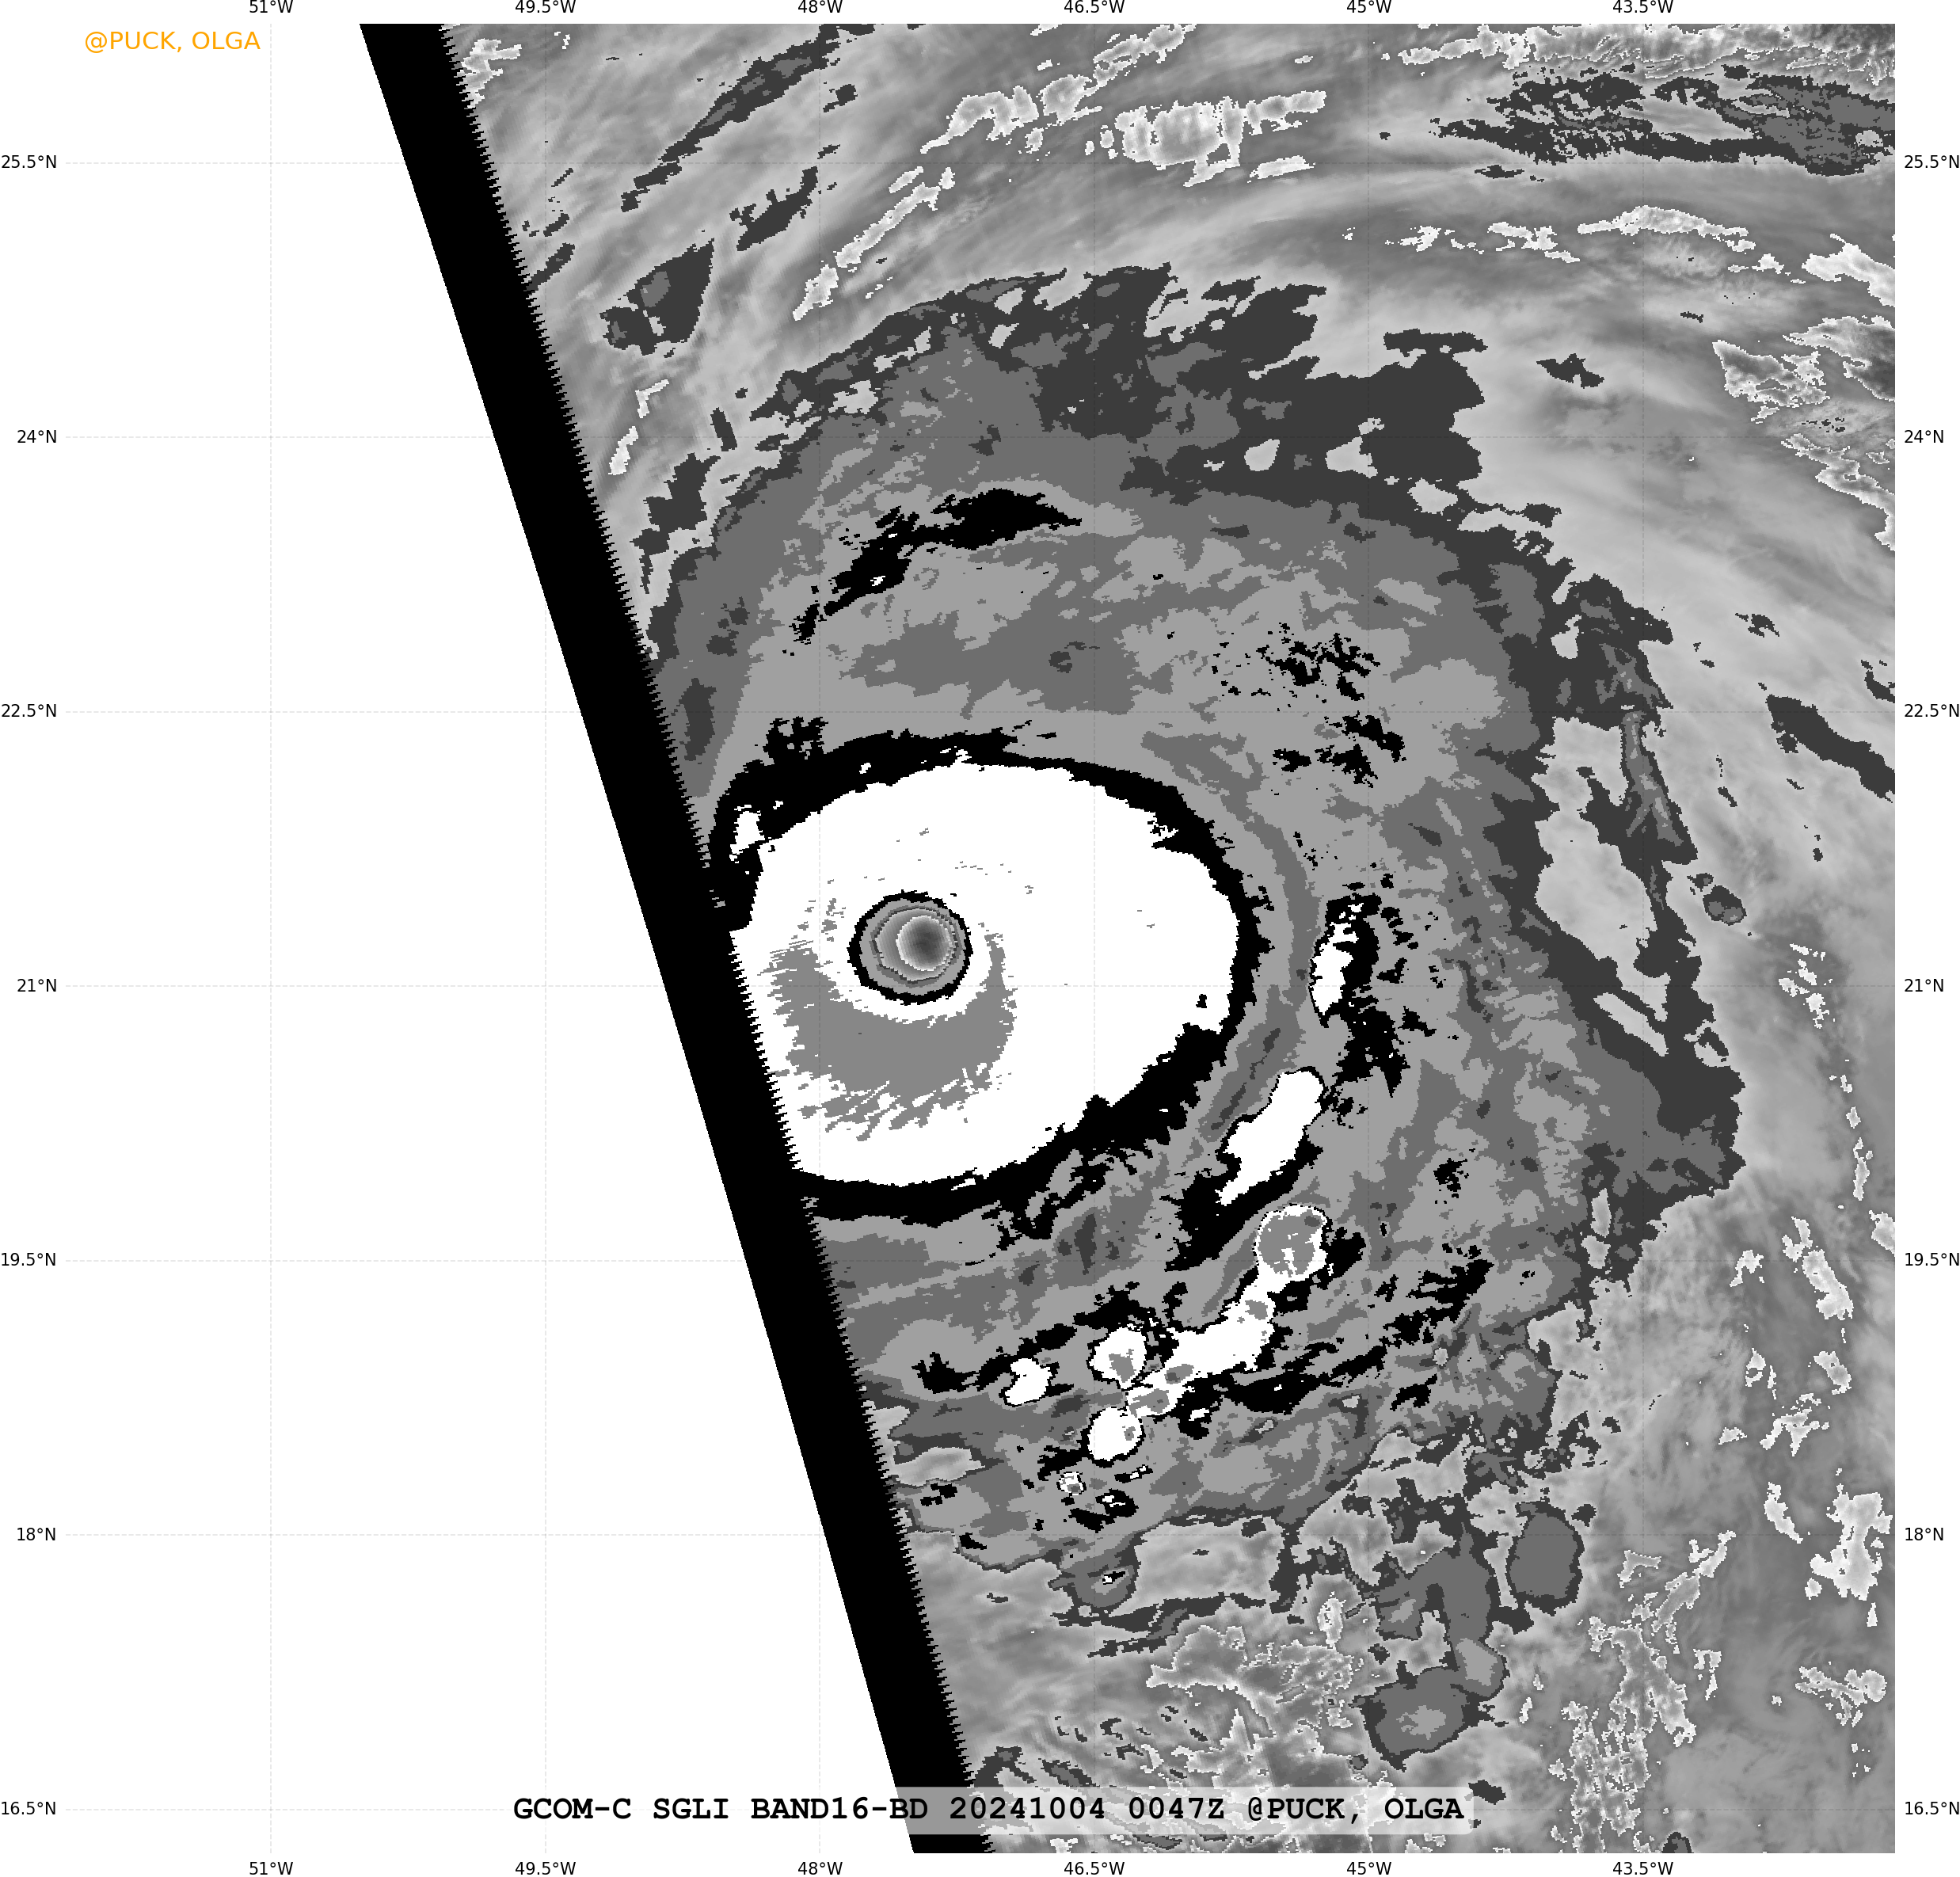 51°W 49.5°W 48°W 46.5°W 45°W 43.5°W
@PUCK, OLGA
25.5°N 25.5°N
24°N 24°N
22.5°N 22.5°N
21°N 21°N
19.5°N 19.5°N
18°N 18°N
16.5°N 16.5°N
GCOM-C SGLI BAND16-BD 20241004 0047Z @PUCK, OLGA
51°W 49.5°W 48°W 46.5°W 45°W 43.5°W